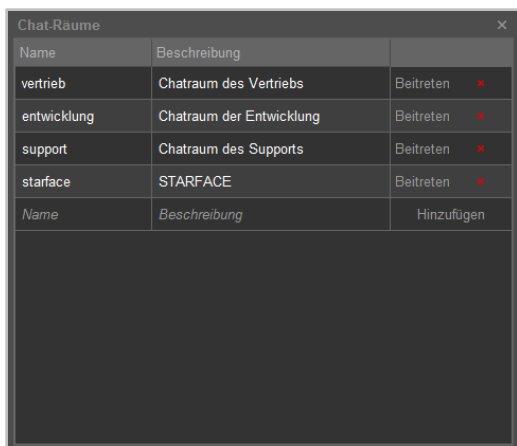 Chat-Räume
Name Beschreibung
vertrieb Chatraum des Vertriebs Beitreten
entwicklung Chatraum der Entwicklung Beitreten
support Chatraum des Supports Beitreten
starface STARFACE Beitreten
Name Beschreibung Hinzufügen